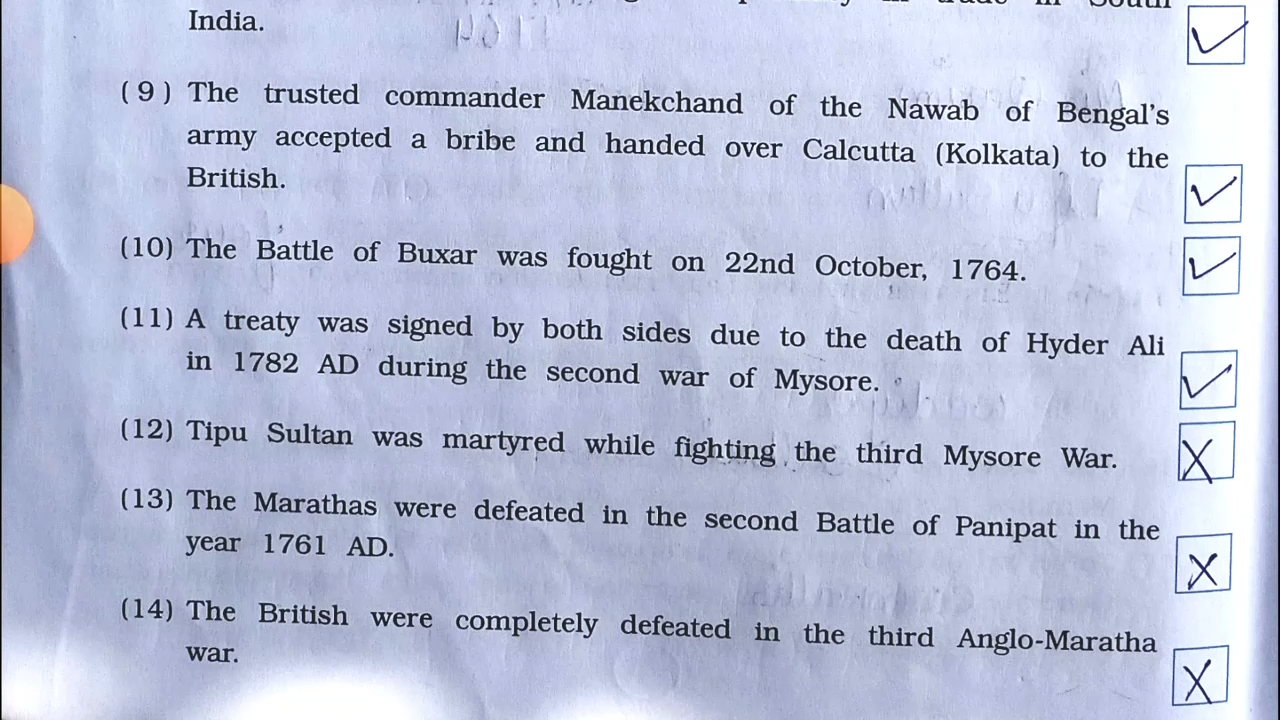 trade in South
India.
(9) The trusted commander Manekchand of the Nawab of Bengal's
army accepted a bribe and handed over Calcutta (Kolkata) to the
British.
(10) The Battle of Buxar was fought on 22nd October, 1764.
(11) A treaty was signed by both sides due to the death of Hyder Ali
in 1782 AD during the second war of Mysore.
(12) Tipu Sultan was martyred while fighting the third Mysore War.
(13) The Marathas were defeated in the second Battle of Panipat in the
year 1761 AD.
(14) The British were completely defeated in the third Anglo-Maratha
war.